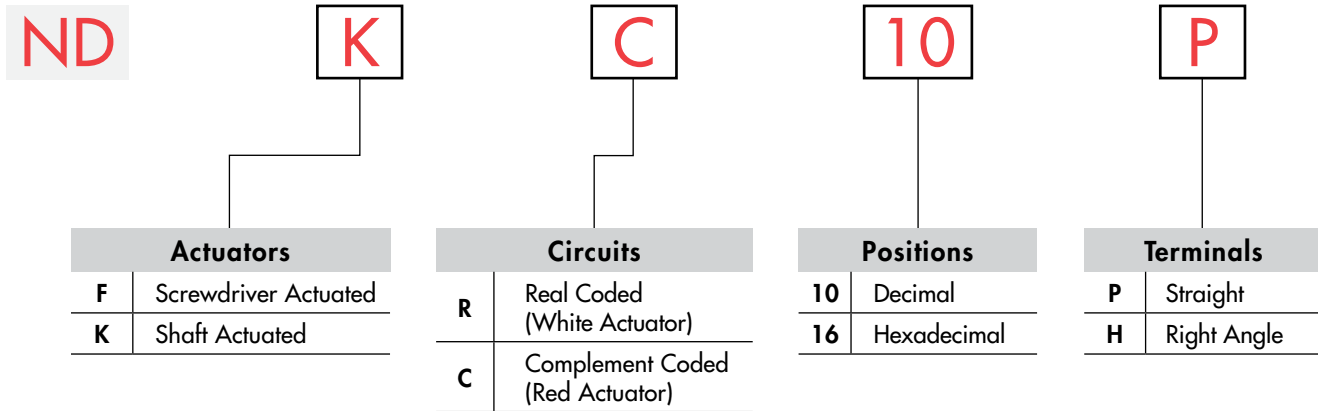 ND K C 10 P
Actuators
F Screwdriver Actuated
K Shaft Actuated
Circuits
R Real Coded
(White Actuator)
C Complement Coded
(Red Actuator)
Positions
10 Decimal
16 Hexadecimal
Terminals
P Straight
H Right Angle